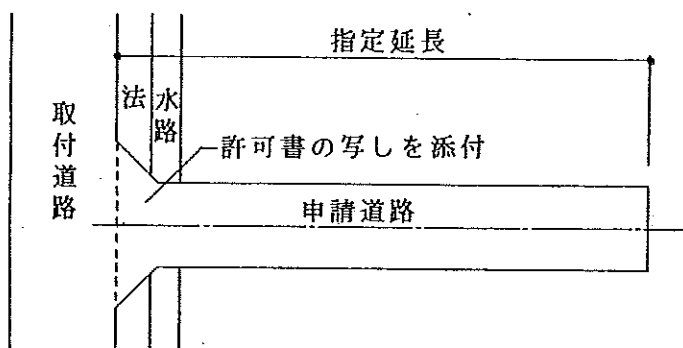 指定延長
法
水路
取付道路
許可書の写しを添付
申請道路